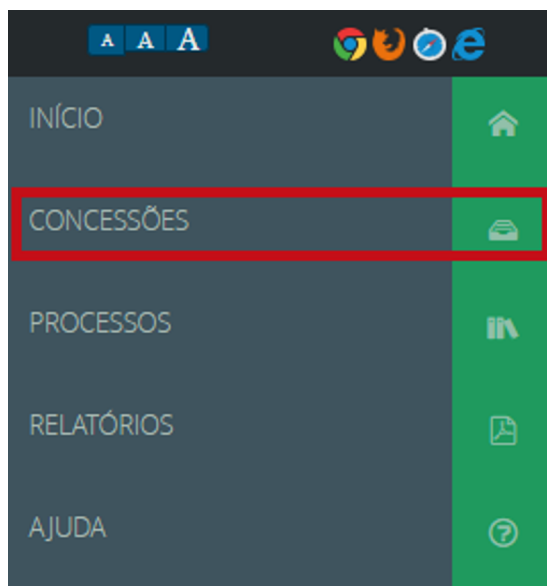 A A A
INÍCIO
CONCESSÕES
PROCESSOS
RELATÓRIOS
AJUDA